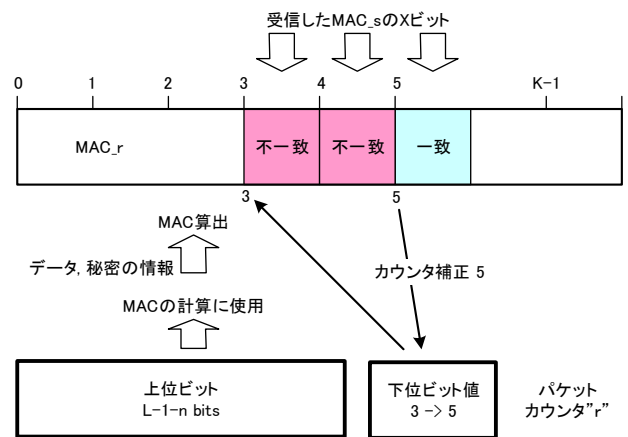 受信したMAC_sのXビット
0 1 2 3 4 5 K-1
MAC_r 不一致 不一致 一致
3 5
MAC算出
データ, 秘密の情報
カウンタ補正 5
MACの計算に使用
上位ビット
L-1-n bits
下位ビット値
3 -> 5
パケット
カウンタ"r"